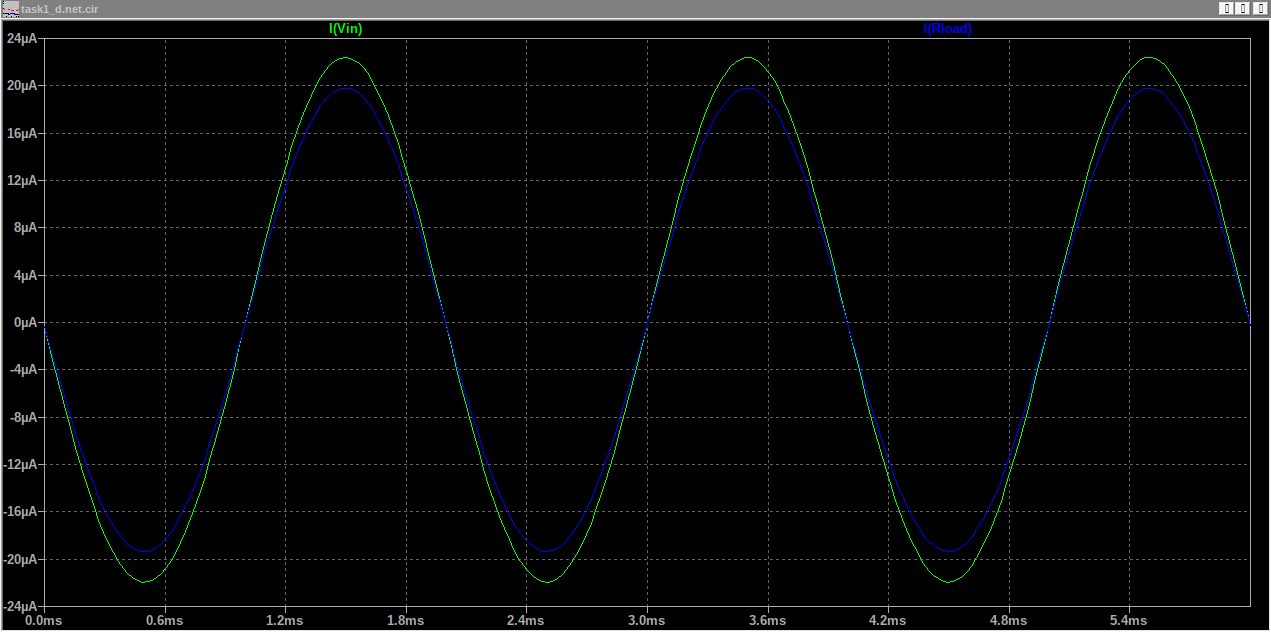 task1_d.net.cir
I(Vin) I(Rload)
24µA
20µA
16µA
12µA
8µA
4µA
0µA
-4µA
-8µA
-12µA
-16µA
-20µA
-24µA
0.0ms 0.6ms 1.2ms 1.8ms 2.4ms 3.0ms 3.6ms 4.2ms 4.8ms 5.4ms